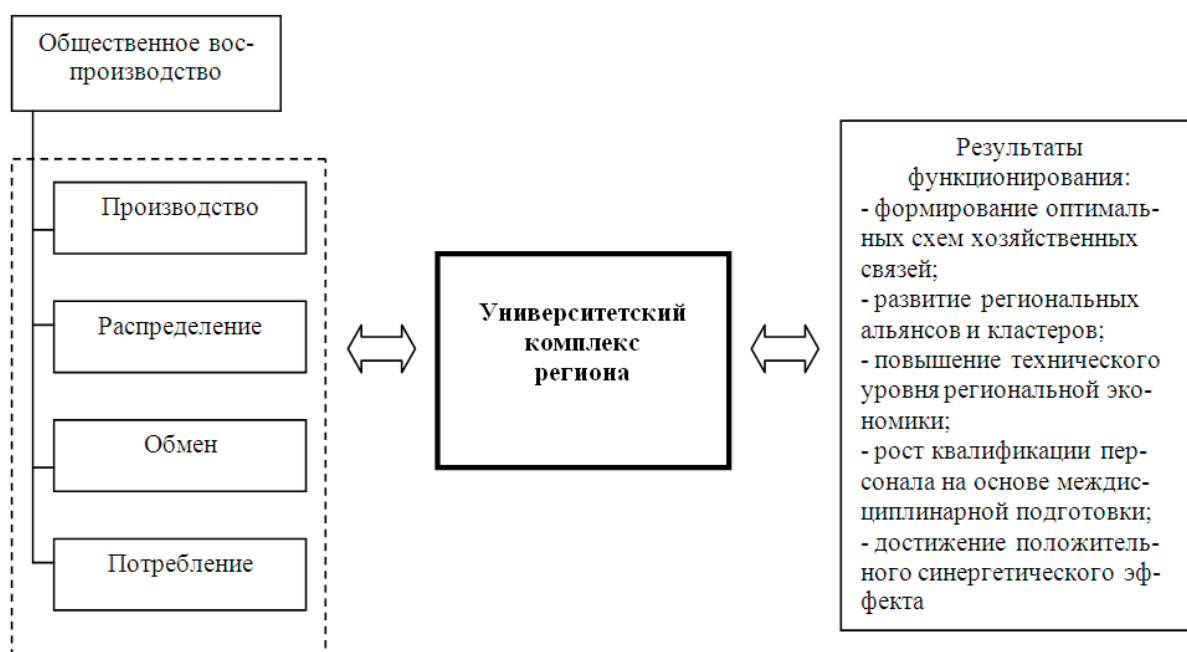 Общественное вос-
производство
Производство
Распределение
Обмен
Потребление
Университетский
комплекс
региона
Результаты
функционирования:
- формирование оптималь-
ных схем хозяйственных
связей;
- развитие региональных
альянсов и кластеров;
- повышение технического
уровня региональной эко-
номики;
- рост квалификации пер-
сонала на основе междис-
циплинарной подготовки;
- достижение положитель-
ного синергетического эф-
фекта